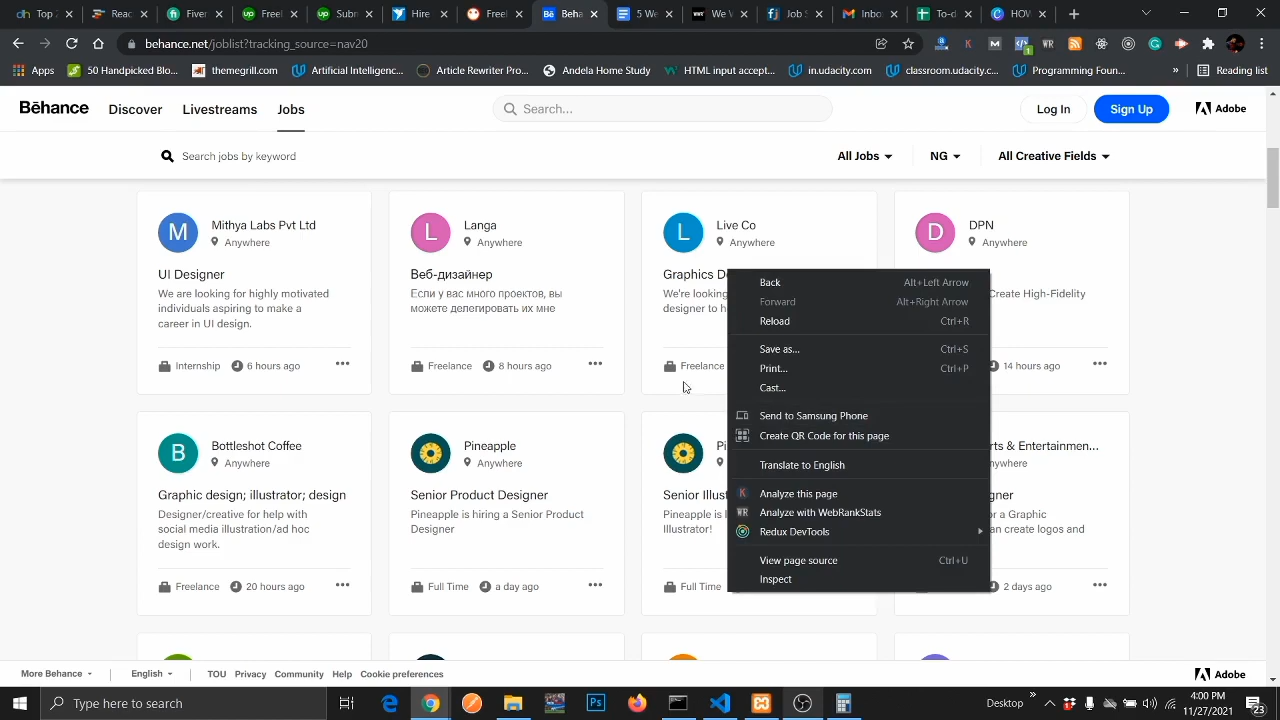 Top
Reac
Fiver
Freel
Sudo
Hire
Freel
Beha
5 We
We V
Job S
Inbo
To-d
HOW
behance.net/joblist?tracking_source=nav20
Apps
50 Handpicked Blo...
themegrill.com
Artificial Intelligenc...
Article Rewriter Pro...
Andela Home Study
HTML input accept...
in.udacity.com
classroom.udacity.c...
Programming Foun...
»
Reading list
Bēhance
Discover
Livestreams
Jobs
Search...
Log In
Sign Up
Adobe
Search jobs by keyword
All Jobs
NG
All Creative Fields
M
Mithya Labs Pvt Ltd
Anywhere
UI Designer
We are looking for highly motivated
individuals aspiring to make a
career in UI design.
Internship
6 hours ago
L
Langa
Anywhere
Веб-дизайнер
Если у вас много проектов, вы
можете делегировать их мне
Freelance
8 hours ago
L
Live Co
Anywhere
Graphics D
We're looking
designer to h
Freelance
D
DPN
Anywhere
Create High-Fidelity
14 hours ago
Back Alt+Left Arrow
Forward Alt+Right Arrow
Reload Ctrl+R
Save as... Ctrl+S
Print... Ctrl+P
Cast...
Send to Samsung Phone
Create QR Code for this page
Translate to English
Analyze this page
WR Analyze with WebRankStats
Redux DevTools
View page source Ctrl+U
Inspect
B
Bottleshot Coffee
Anywhere
Graphic design; illustrator; design
Designer/creative for help with
social media illustration/ad hoc
design work.
Freelance
20 hours ago
Pineapple
Anywhere
Senior Product Designer
Pineapple is hiring a Senior Product
Designer
Full Time
a day ago
Pi
Senior Illust
Pineapple is l
Illustrator!
Full Time
rts & Entertainmen...
nywhere
gner
or a Graphic
an create logos and
2 days ago
More Behance
English
TOU
Privacy
Community
Help
Cookie preferences
Adobe
Type here to search
Desktop
»
4:00 PM
11/27/2021
23